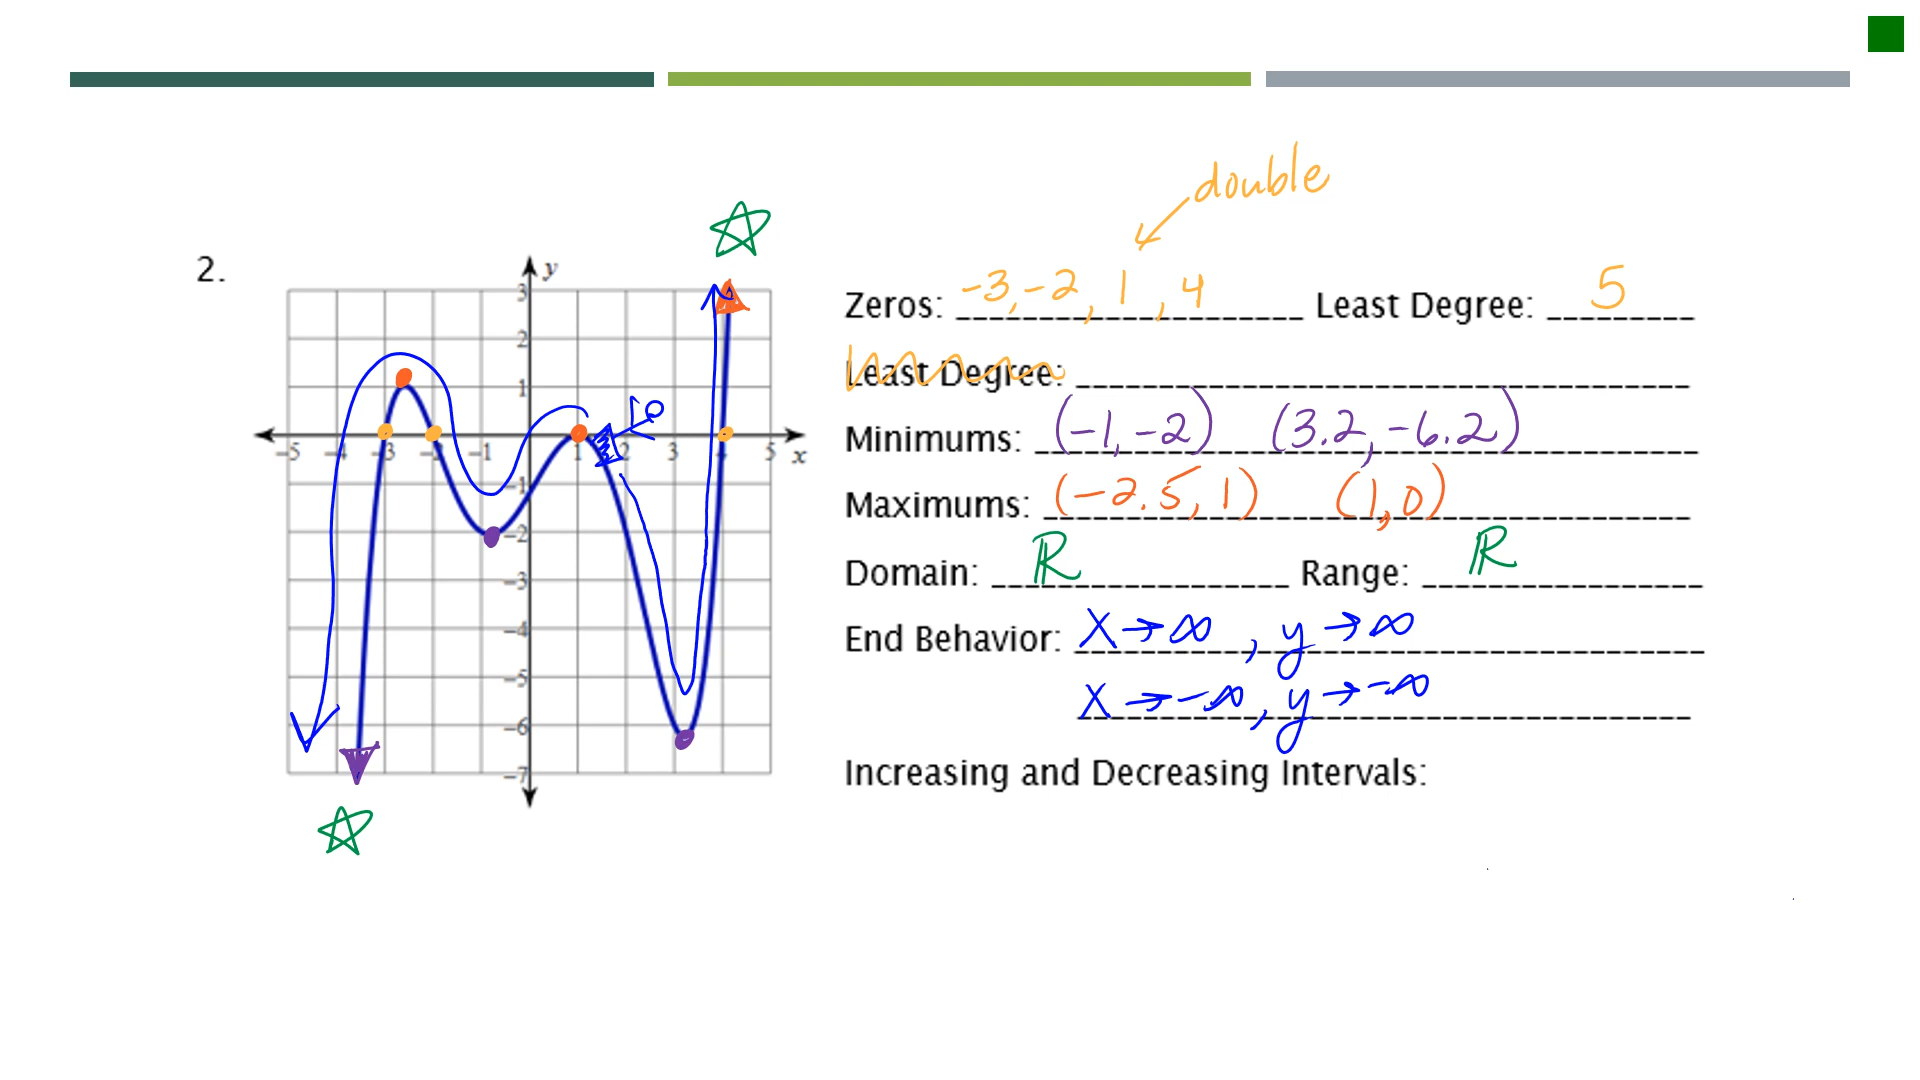 double
2.
y
3
2
1
-5 -4 -3 -2 -1 1 2 3 4 5 x
-1
-2
-3
-4
-5
-6
-7
Zeros: -3, -2, 1, 4 Least Degree: 5
Least Degree:
Minimums: (-1, -2) (3.2, -6.2)
Maximums: (-2.5, 1) (1, 0)
Domain: ℝ Range: ℝ
End Behavior: X → ∞, y → ∞
X → -∞, y → -∞
Increasing and Decreasing Intervals: